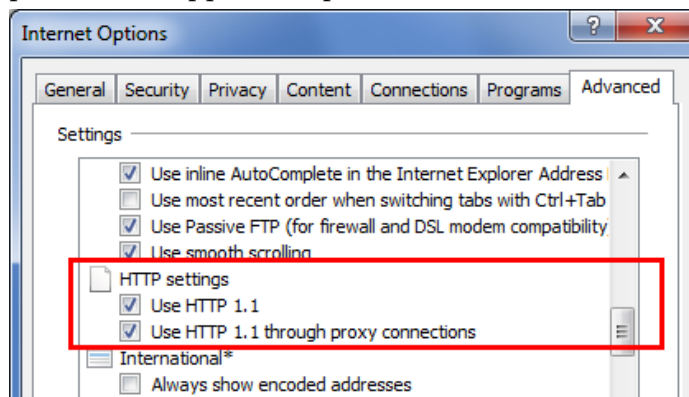 Internet Options
General Security Privacy Content Connections Programs Advanced
Settings
Use inline AutoComplete in the Internet Explorer Address
Use most recent order when switching tabs with Ctrl+Tab
Use Passive FTP (for firewall and DSL modem compatibility
Use smooth scrolling
HTTP settings
Use HTTP 1.1
Use HTTP 1.1 through proxy connections
International*
Always show encoded addresses